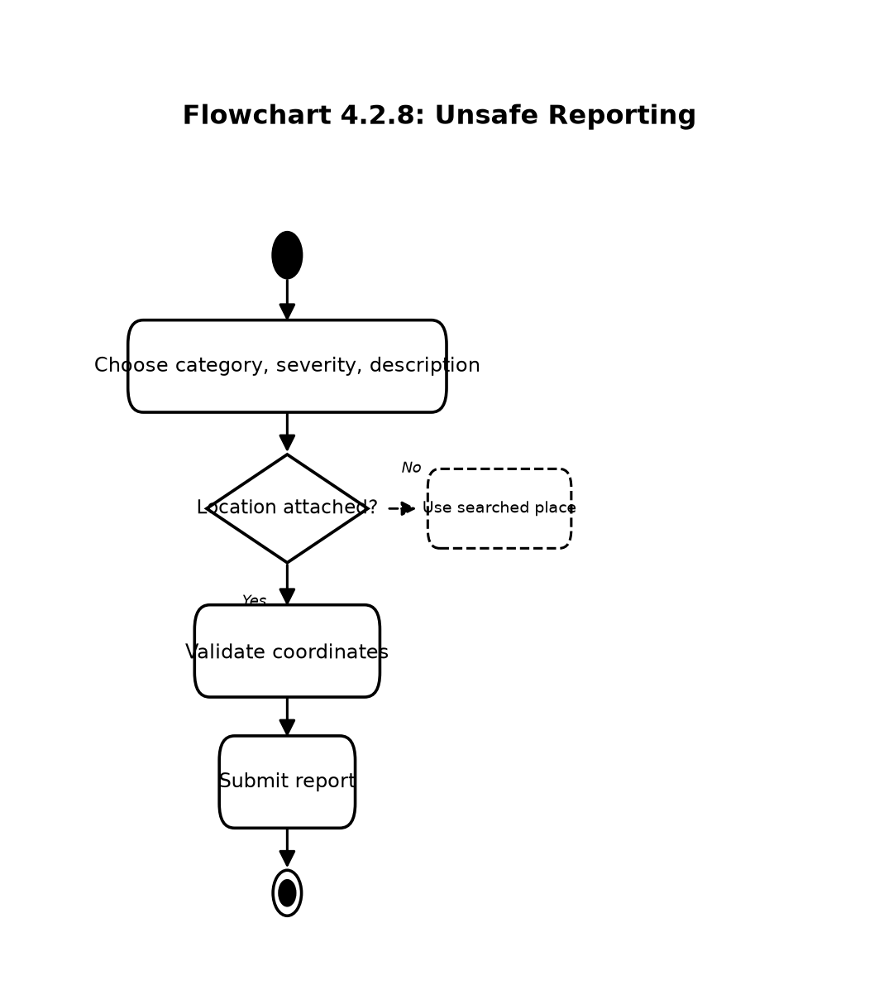 Flowchart 4.2.8: Unsafe Reporting
Choose category, severity, description
No
Location attached?
Use searched place
Yes
Validate coordinates
Submit report